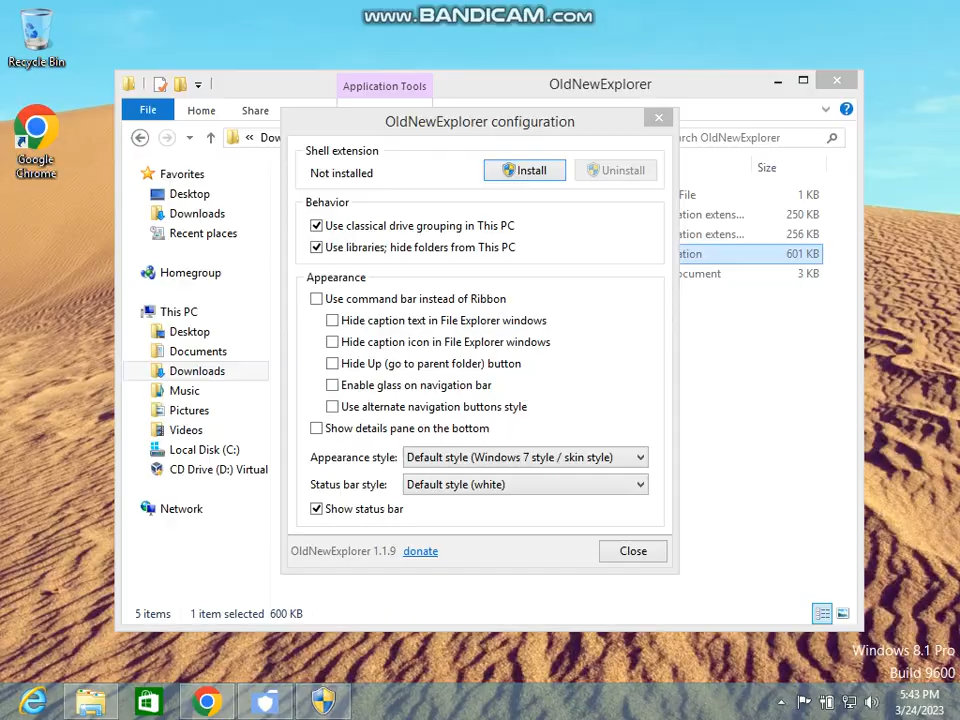 www.BANDICAM.com
Recycle Bin
Google Chrome
Application Tools
OldNewExplorer
File
Home
Share
« Dow
rch OldNewExplorer
Favorites
Desktop
Downloads
Recent places
Homegroup
This PC
Desktop
Documents
Downloads
Music
Pictures
Videos
Local Disk (C:)
CD Drive (D:) Virtual
Network
Size
File 1 KB
ation extens... 250 KB
ation extens... 256 KB
ation 601 KB
ocument 3 KB
OldNewExplorer configuration
Shell extension
Not installed
Install
Uninstall
Behavior
Use classical drive grouping in This PC
Use libraries; hide folders from This PC
Appearance
Use command bar instead of Ribbon
Hide caption text in File Explorer windows
Hide caption icon in File Explorer windows
Hide Up (go to parent folder) button
Enable glass on navigation bar
Use alternate navigation buttons style
Show details pane on the bottom
Appearance style: Default style (Windows 7 style / skin style)
Status bar style: Default style (white)
Show status bar
OldNewExplorer 1.1.9 donate
Close
5 items 1 item selected 600 KB
Windows 8.1 Pro
Build 9600
5:43 PM
3/24/2023